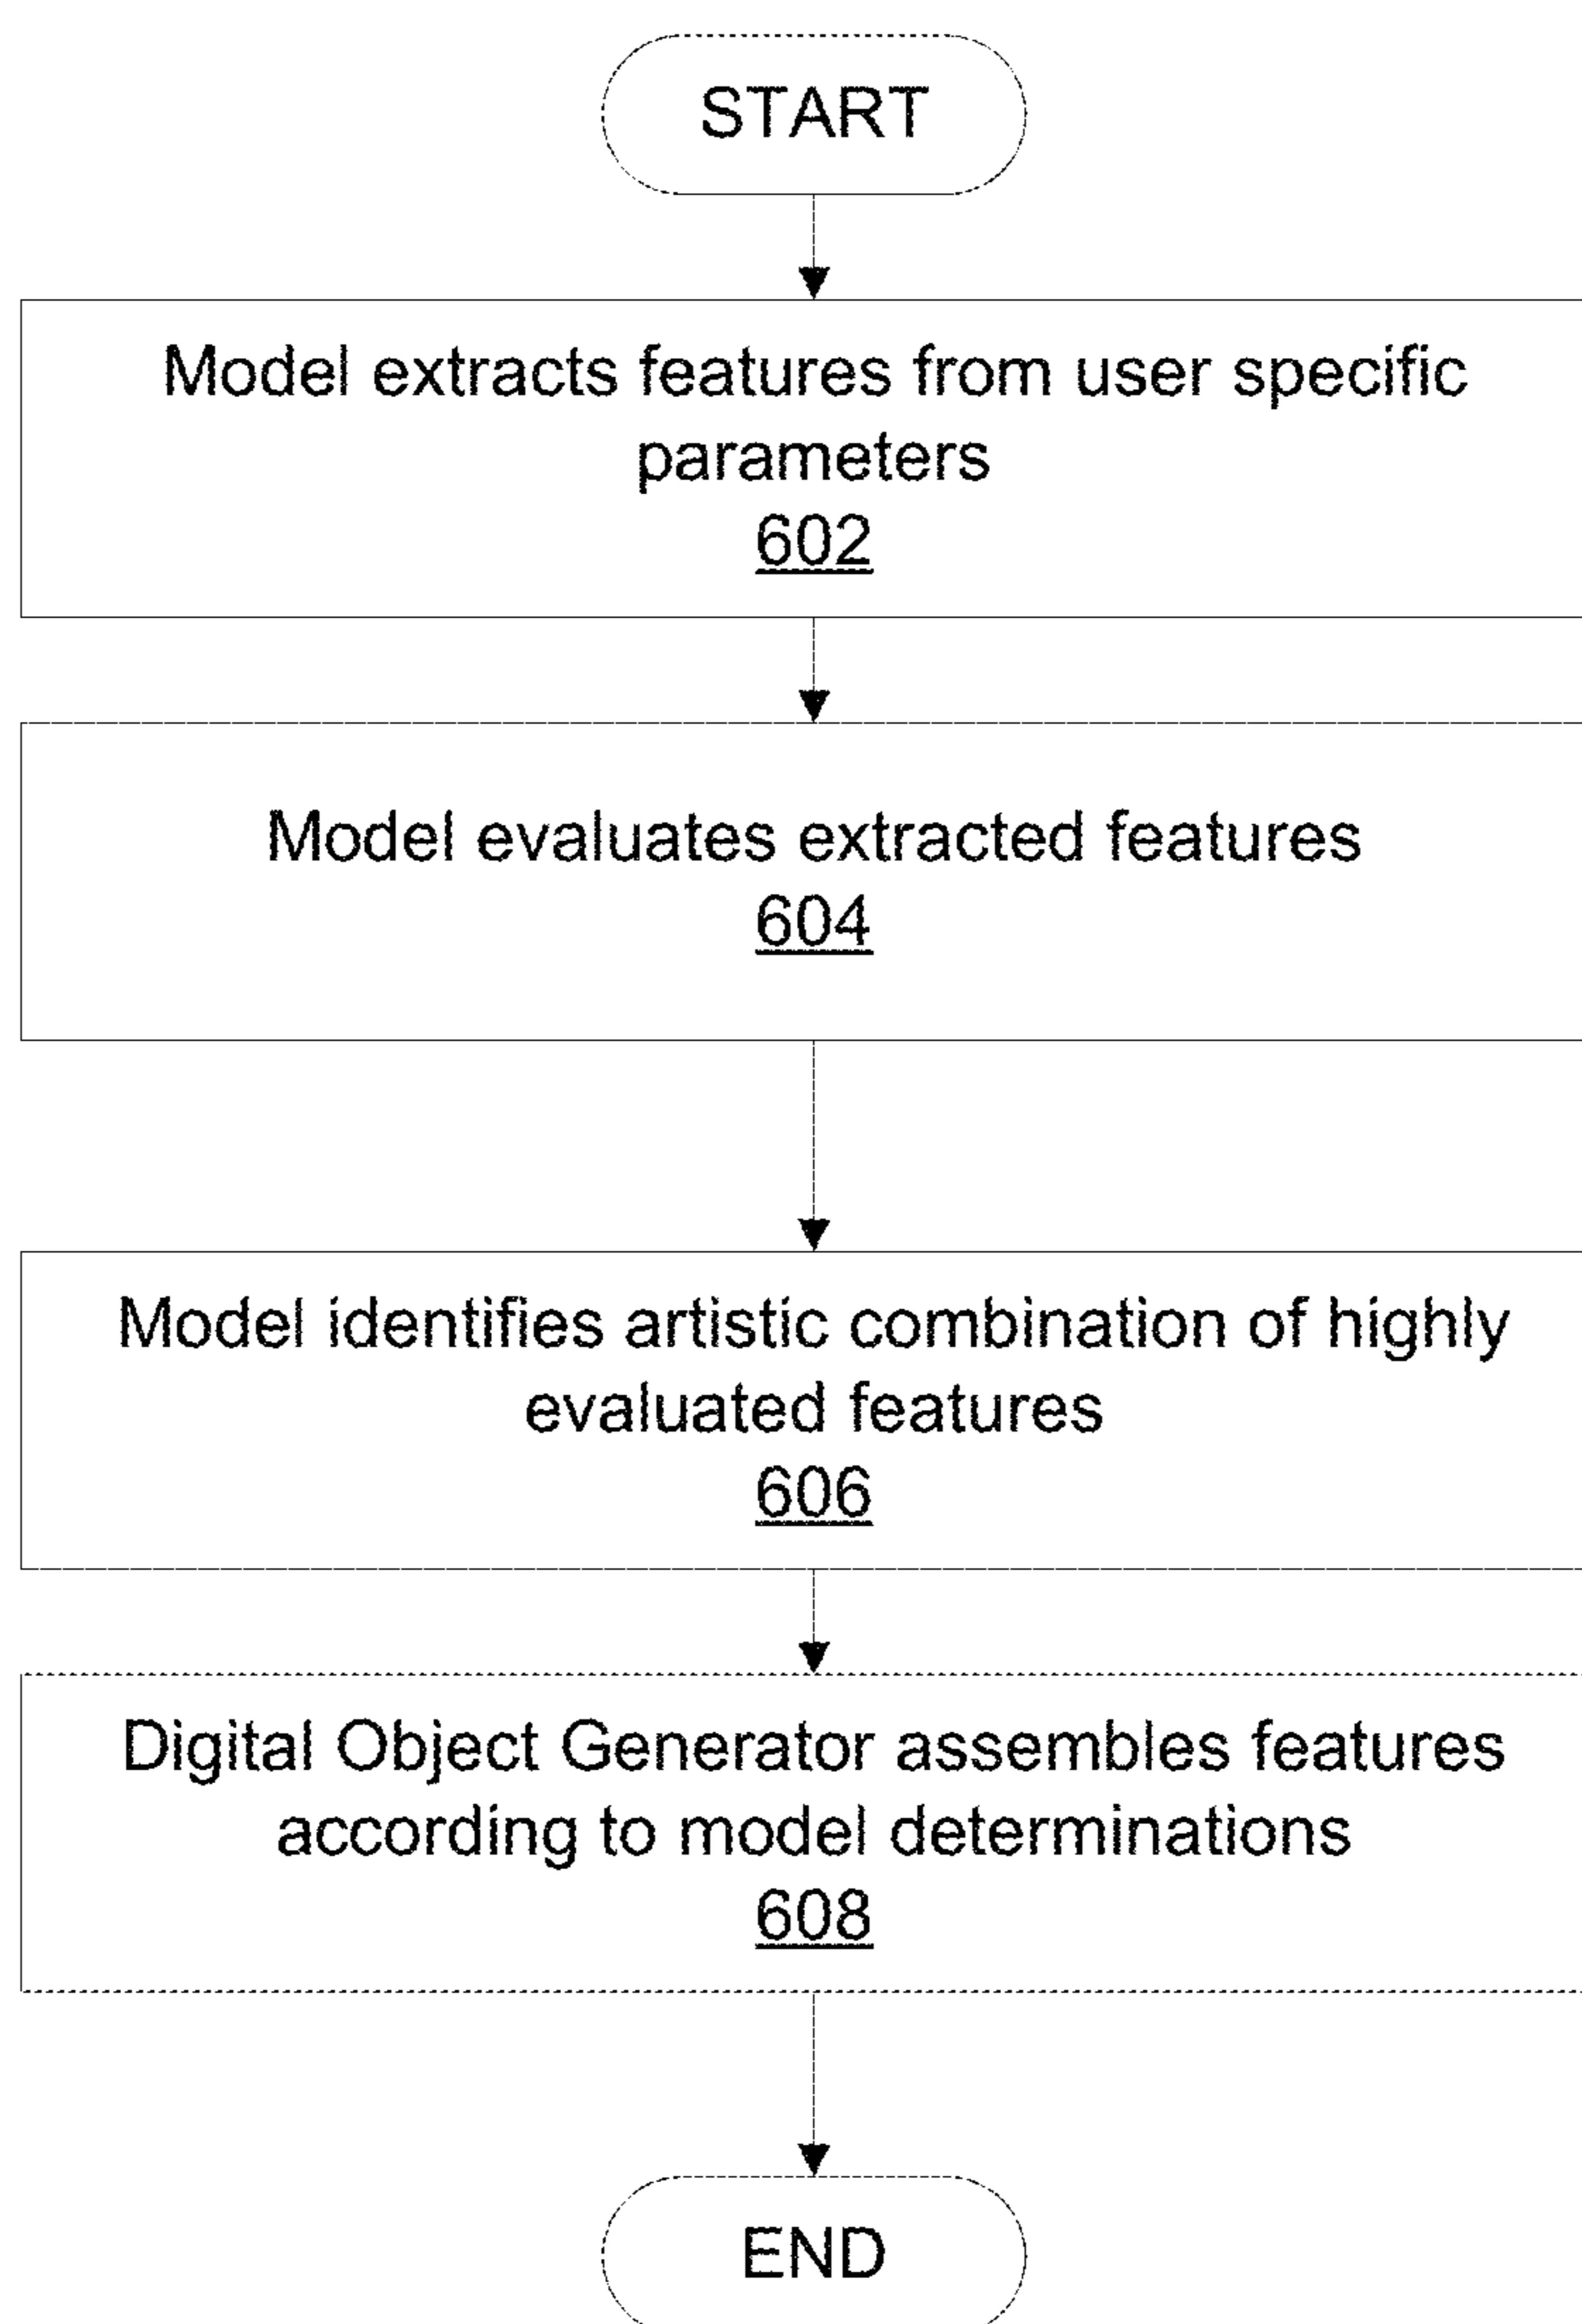 START
Model extracts features from user specific
parameters
602
Model evaluates extracted features
604
Model identifies artistic combination of highly
evaluated features
606
Digital Object Generator assembles features
according to model determinations
608
END